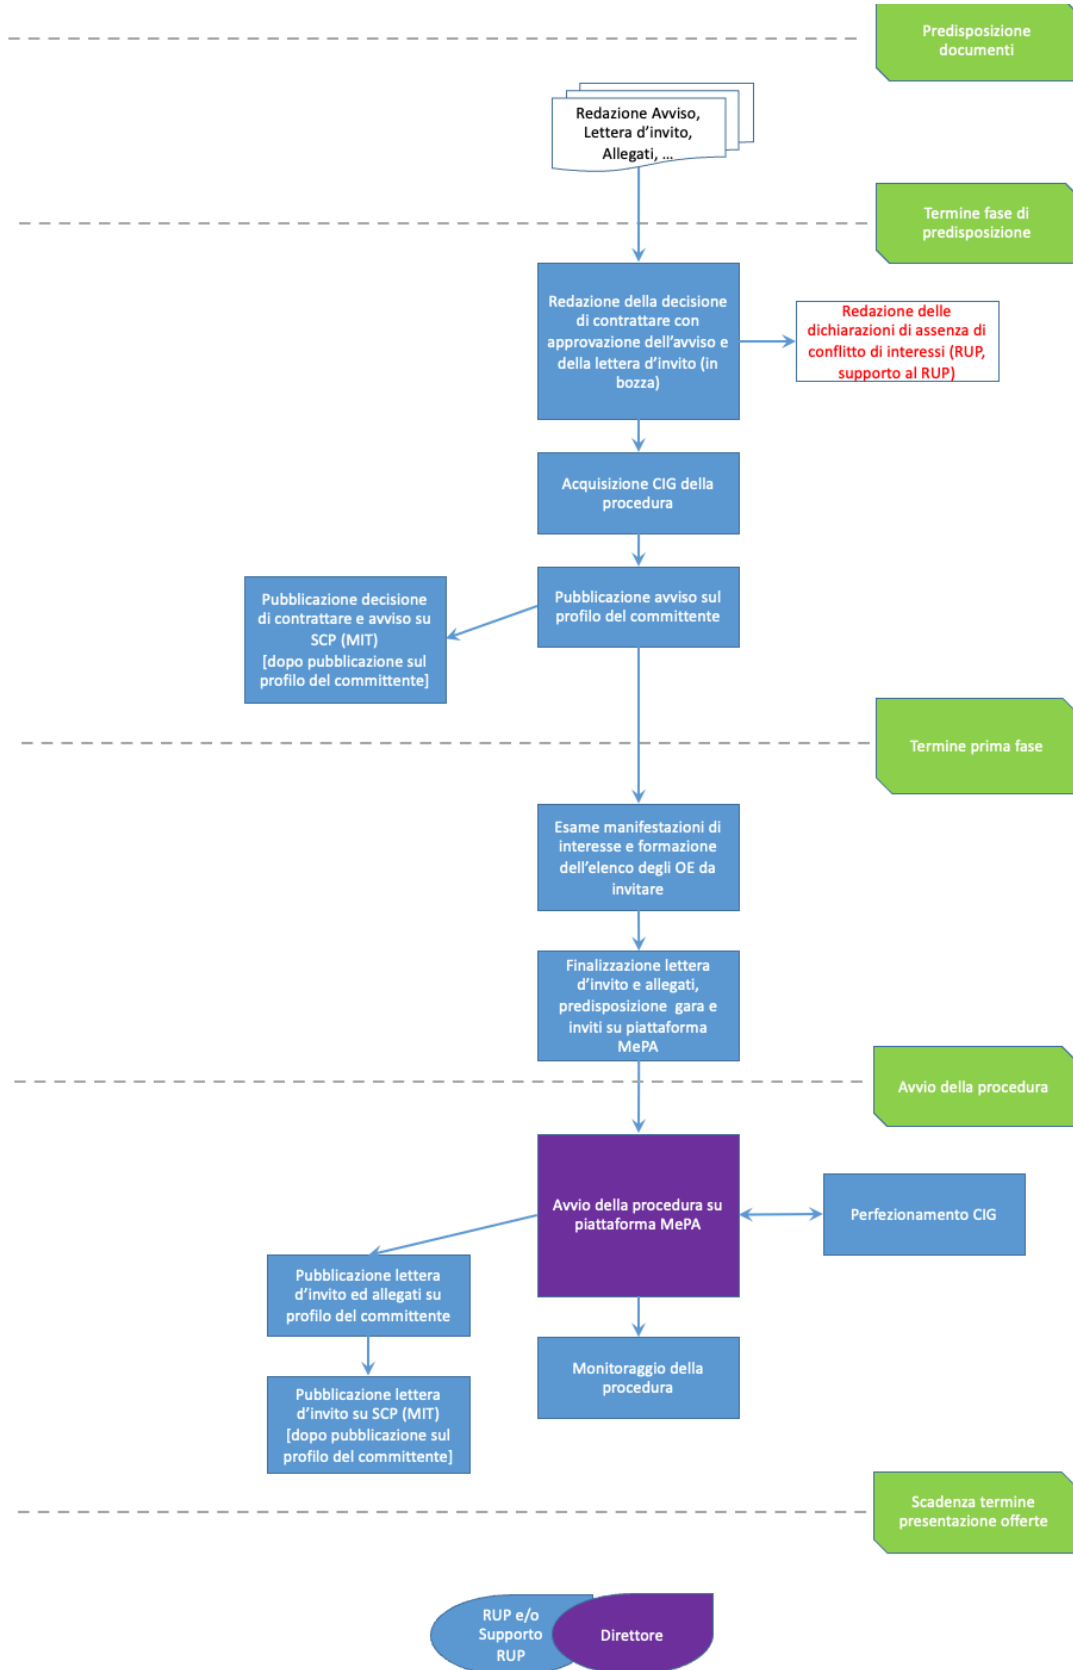 Predisposizione
documenti
Redazione Avviso,
Lettera d’invito,
Allegati, ...
Termine fase di
predisposizione
Redazione della decisione
di contrattare con
approvazione dell’avviso e
della lettera d’invito (in
bozza)
Redazione delle
dichiarazioni di assenza di
conflitto di interessi (RUP,
supporto al RUP)
Acquisizione CIG della
procedura
Pubblicazione avviso sul
profilo del committente
Pubblicazione decisione
di contrattare e avviso su
SCP (MIT)
[dopo pubblicazione sul
profilo del committente]
Termine prima fase
Esame manifestazioni di
interesse e formazione
dell’elenco degli OE da
invitare
Finalizzazione lettera
d’invito e allegati,
predisposizione gara e
inviti su piattaforma
MePA
Avvio della procedura
Avvio della procedura su
piattaforma MePA
Perfezionamento CIG
Pubblicazione lettera
d’invito ed allegati su
profilo del committente
Monitoraggio della
procedura
Pubblicazione lettera
d’invito su SCP (MIT)
[dopo pubblicazione sul
profilo del committente]
Scadenza termine
presentazione offerte
RUP e/o
Supporto
RUP
Direttore